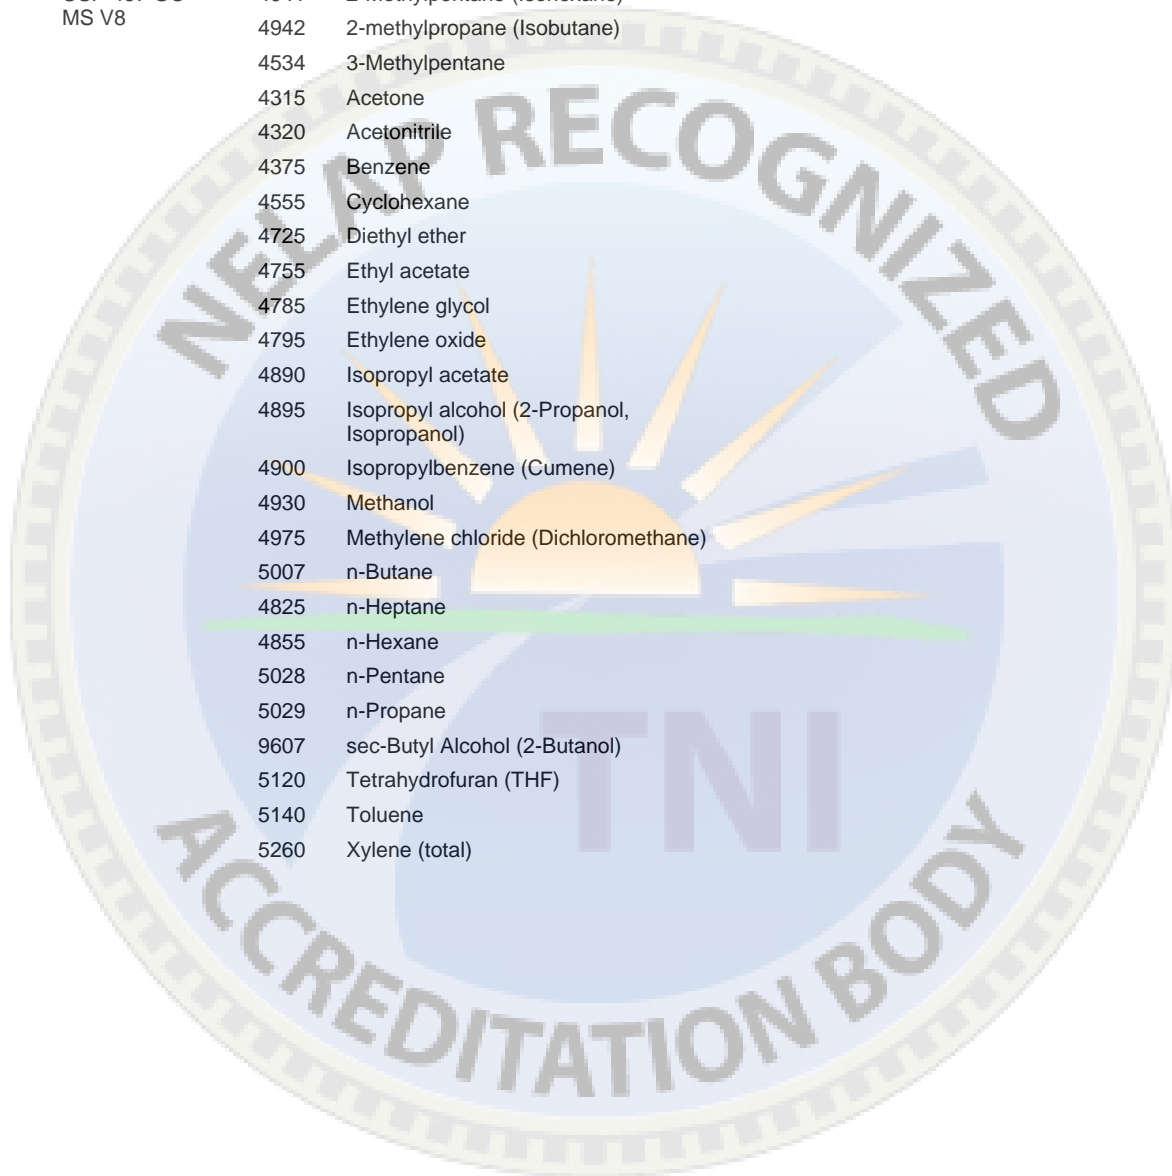 MS V8
4942 2-methylpropane (Isobutane)
4534 3-Methylpentane
4315 Acetone
4320 Acetonitrile
4375 Benzene
4555 Cyclohexane
4725 Diethyl ether
4755 Ethyl acetate
4785 Ethylene glycol
4795 Ethylene oxide
4890 Isopropyl acetate
4895 Isopropyl alcohol (2-Propanol,
Isopropanol)
4900 Isopropylbenzene (Cumene)
4930 Methanol
4975 Methylene chloride (Dichloromethane)
5007 n-Butane
4825 n-Heptane
4855 n-Hexane
5028 n-Pentane
5029 n-Propane
9607 sec-Butyl Alcohol (2-Butanol)
5120 Tetrahydrofuran (THF)
5140 Toluene
5260 Xylene (total)
NELAP RECOGNIZED
TNI
ACCREDITATION BODY